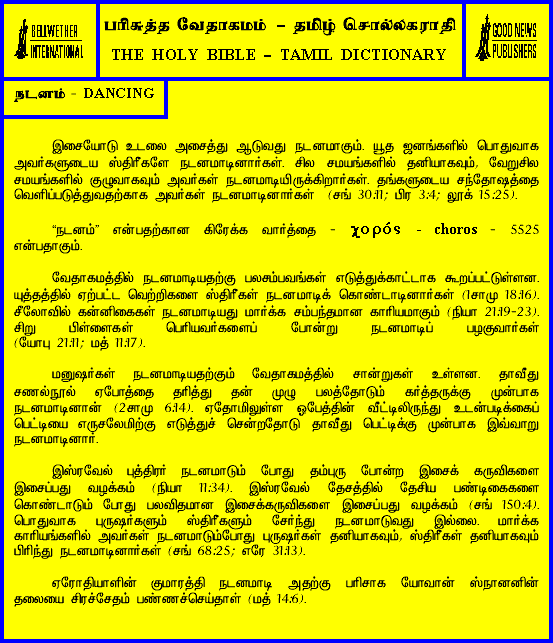 BELLWETHER
INTERNATIONAL
பரிசுத்த வேதாகமம் – தமிழ் சொல்லகராதி
THE HOLY BIBLE – TAMIL DICTIONARY
GOOD NEWS
PUBLISHERS
நடனம் - DANCING
இசையோடு உடலை அசைத்து ஆடுவது நடனமாகும். யூத ஜனங்களில் பொதுவாக
அவர்களுடைய ஸ்திரீகளே நடனமாடினார்கள். சில சமயங்களில் தனியாகவும், வேறுசில
சமயங்களில் குழுவாகவும் அவர்கள் நடனமாடியிருக்கிறார்கள். தங்களுடைய சந்தோஷத்தை
வெளிப்படுத்துவதற்காக அவர்கள் நடனமாடினார்கள் (சங் 30:11; பிர 3:4; லூக் 15:25).
“நடனம்” என்பதற்கான கிரேக்க வார்த்தை - χορός - choros - 5525
என்பதாகும்.
வேதாகமத்தில் நடனமாடியதற்கு பலசம்பவங்கள் எடுத்துக்காட்டாக கூறப்பட்டுள்ளன.
யுத்தத்தில் ஏற்பட்ட வெற்றிகளை ஸ்திரீகள் நடனமாடிக் கொண்டாடினார்கள் (1சாமு 18:16).
சீலோவில் கன்னிகைகள் நடனமாடியது மார்க்க சம்பந்தமான காரியமாகும் (நியா 21:19-23).
சிறு பிள்ளைகள் பெரியவர்களைப் போன்று நடனமாடிப் பழகுவார்கள்
(யோபு 21:11; மத் 11:17).
மனுஷர்கள் நடனமாடியதற்கும் வேதாகமத்தில் சான்றுகள் உள்ளன. தாவீது
சணல்நூல் ஏபோத்தை தரித்து தன் முழு பலத்தோடும் கர்த்தருக்கு முன்பாக
நடனமாடினான் (2சாமு 6:14). ஏதோமிலுள்ள ஓபேத்தின் வீட்டிலிருந்து உடன்படிக்கைப்
பெட்டியை எருசலேமிற்கு எடுத்துச் சென்றதோடு தாவீது பெட்டிக்கு முன்பாக இவ்வாறு
நடனமாடினார்.
இஸ்ரவேல் புத்திரர் நடனமாடும் போது தம்புரு போன்ற இசைக் கருவிகளை
இசைப்பது வழக்கம் (நியா 11:34). இஸ்ரவேல் தேசத்தில் தேசிய பண்டிகைகளை
கொண்டாடும் போது பலவிதமான இசைக்கருவிகளை இசைப்பது வழக்கம் (சங் 150:4).
பொதுவாக புருஷர்களும் ஸ்திரீகளும் சேர்ந்து நடனமாடுவது இல்லை. மார்க்க
காரியங்களில் அவர்கள் நடனமாடும்போது புருஷர்கள் தனியாகவும், ஸ்திரீகள் தனியாகவும்
பிரிந்து நடனமாடினார்கள் (சங் 68:25; எரே 31:13).
ஏரோதியாளின் குமாரத்தி நடனமாடி அதற்கு பரிசாக யோவான் ஸ்நானனின்
தலையை சிரச்சேதம் பண்ணச்செய்தாள் (மத் 14:6).